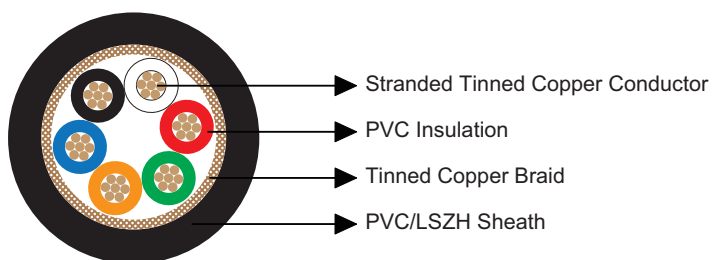 Stranded Tinned Copper Conductor
PVC Insulation
Tinned Copper Braid
PVC/LSZH Sheath